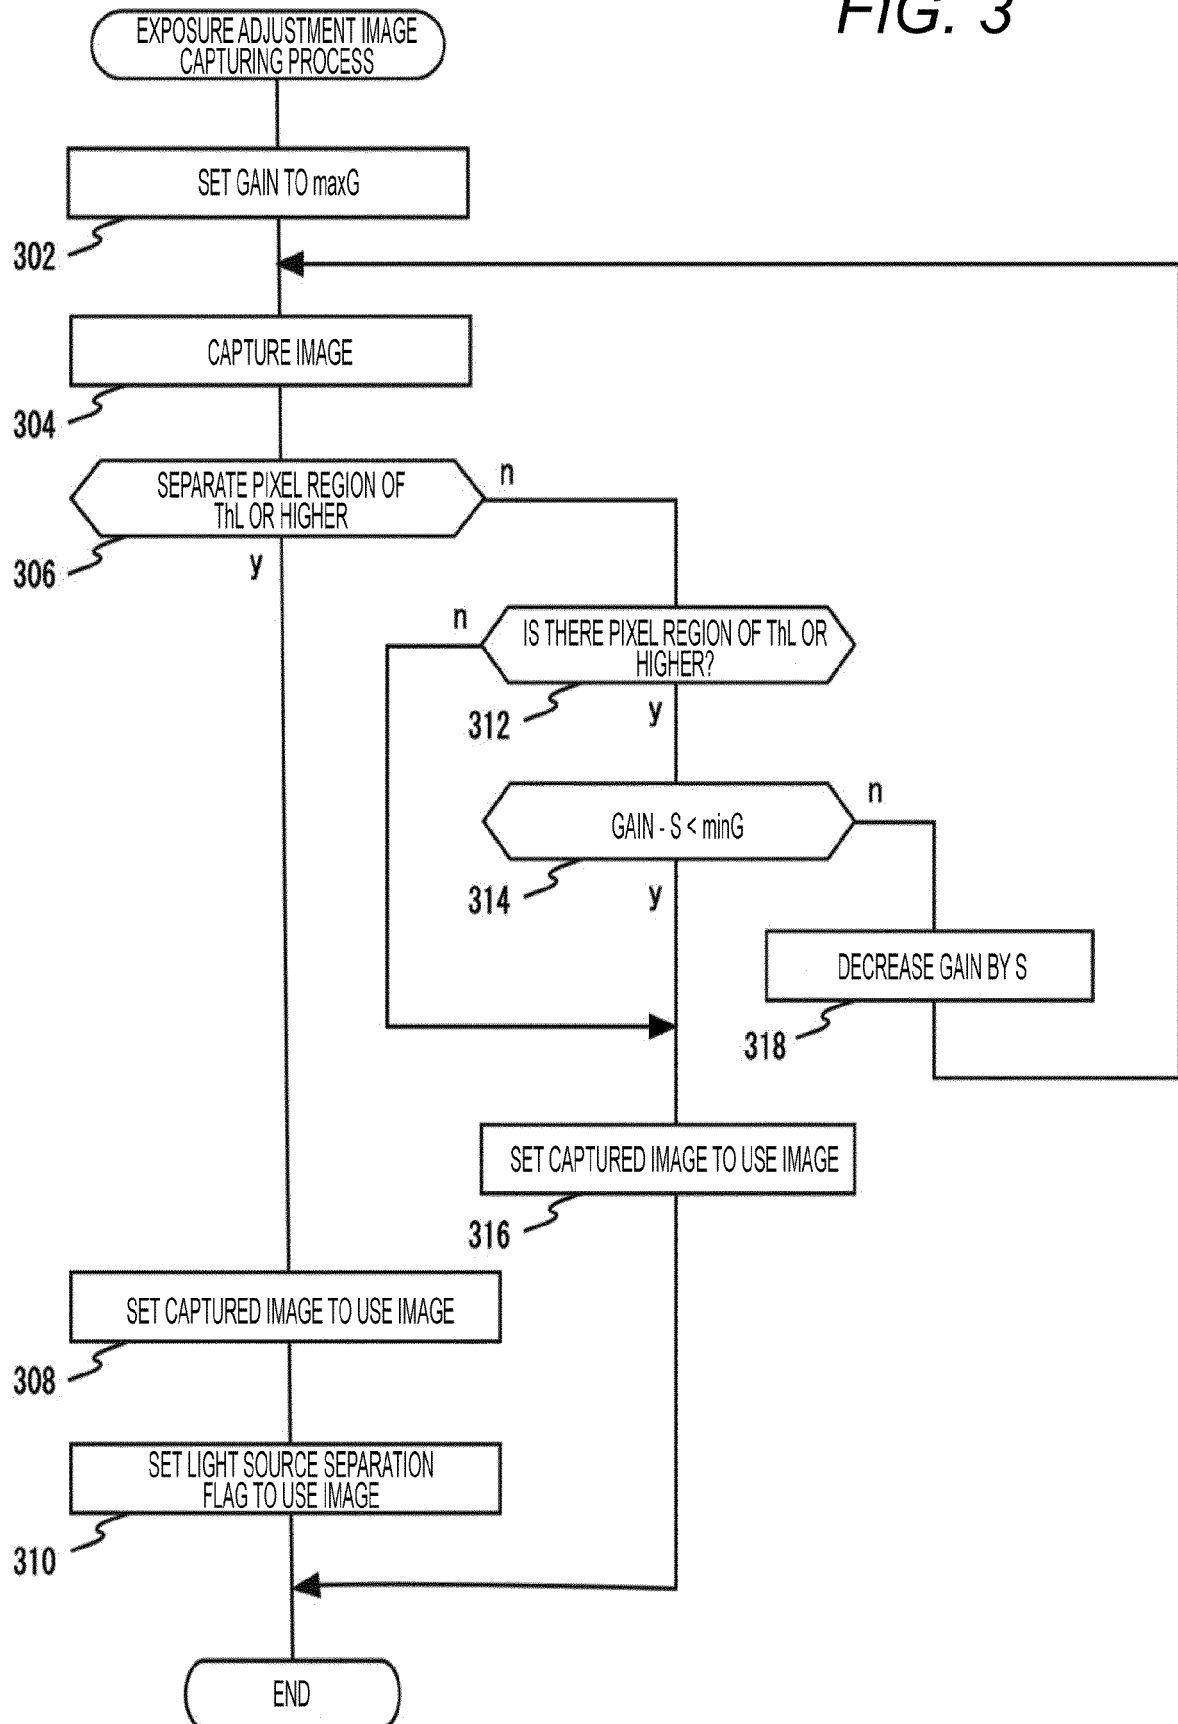 FIG. 3
EXPOSURE ADJUSTMENT IMAGE
CAPTURING PROCESS
SET GAIN TO maxG
302
CAPTURE IMAGE
304
SEPARATE PIXEL REGION OF
ThL OR HIGHER
n
306
y
IS THERE PIXEL REGION OF ThL OR
HIGHER?
n
312
y
GAIN - S < minG
n
314
y
DECREASE GAIN BY S
318
SET CAPTURED IMAGE TO USE IMAGE
316
SET CAPTURED IMAGE TO USE IMAGE
308
SET LIGHT SOURCE SEPARATION
FLAG TO USE IMAGE
310
END